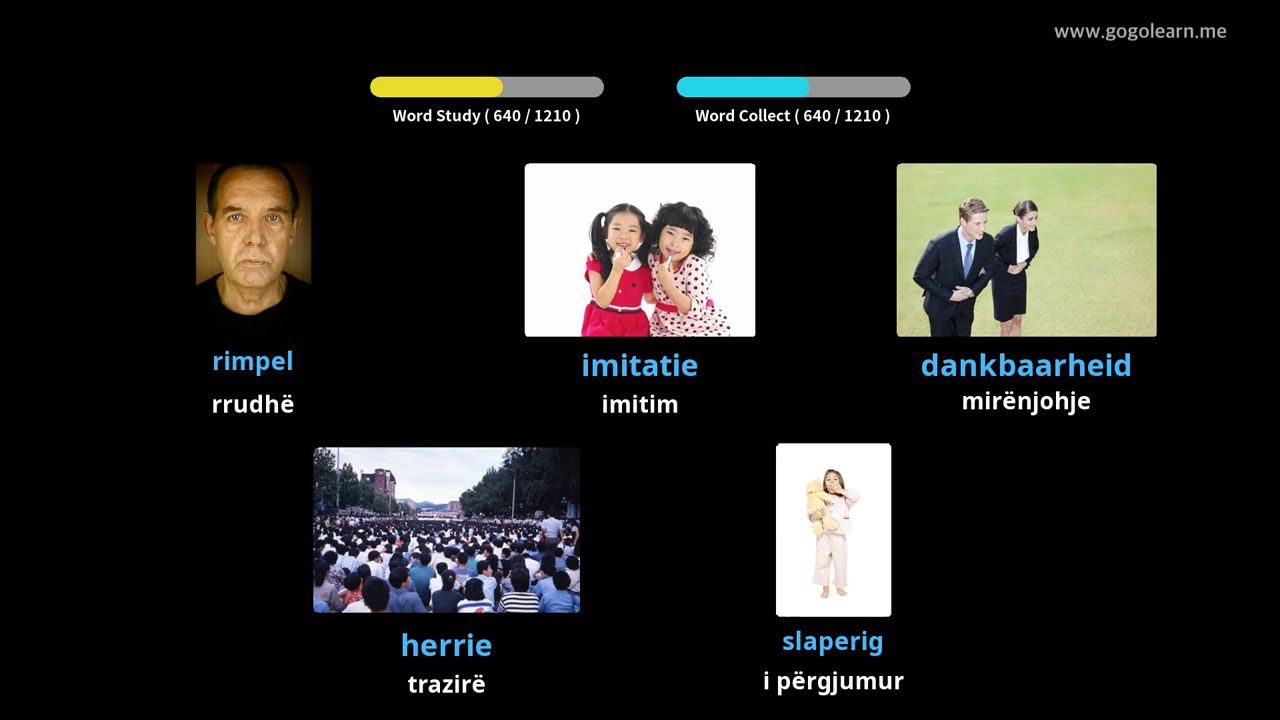 www.gogolearn.me
Word Study ( 640 / 1210 )
Word Collect ( 640 / 1210 )
rimpel
rrudhë
imitatie
imitim
dankbaarheid
mirënjohje
herrie
trazirë
slaperig
i përgjumur